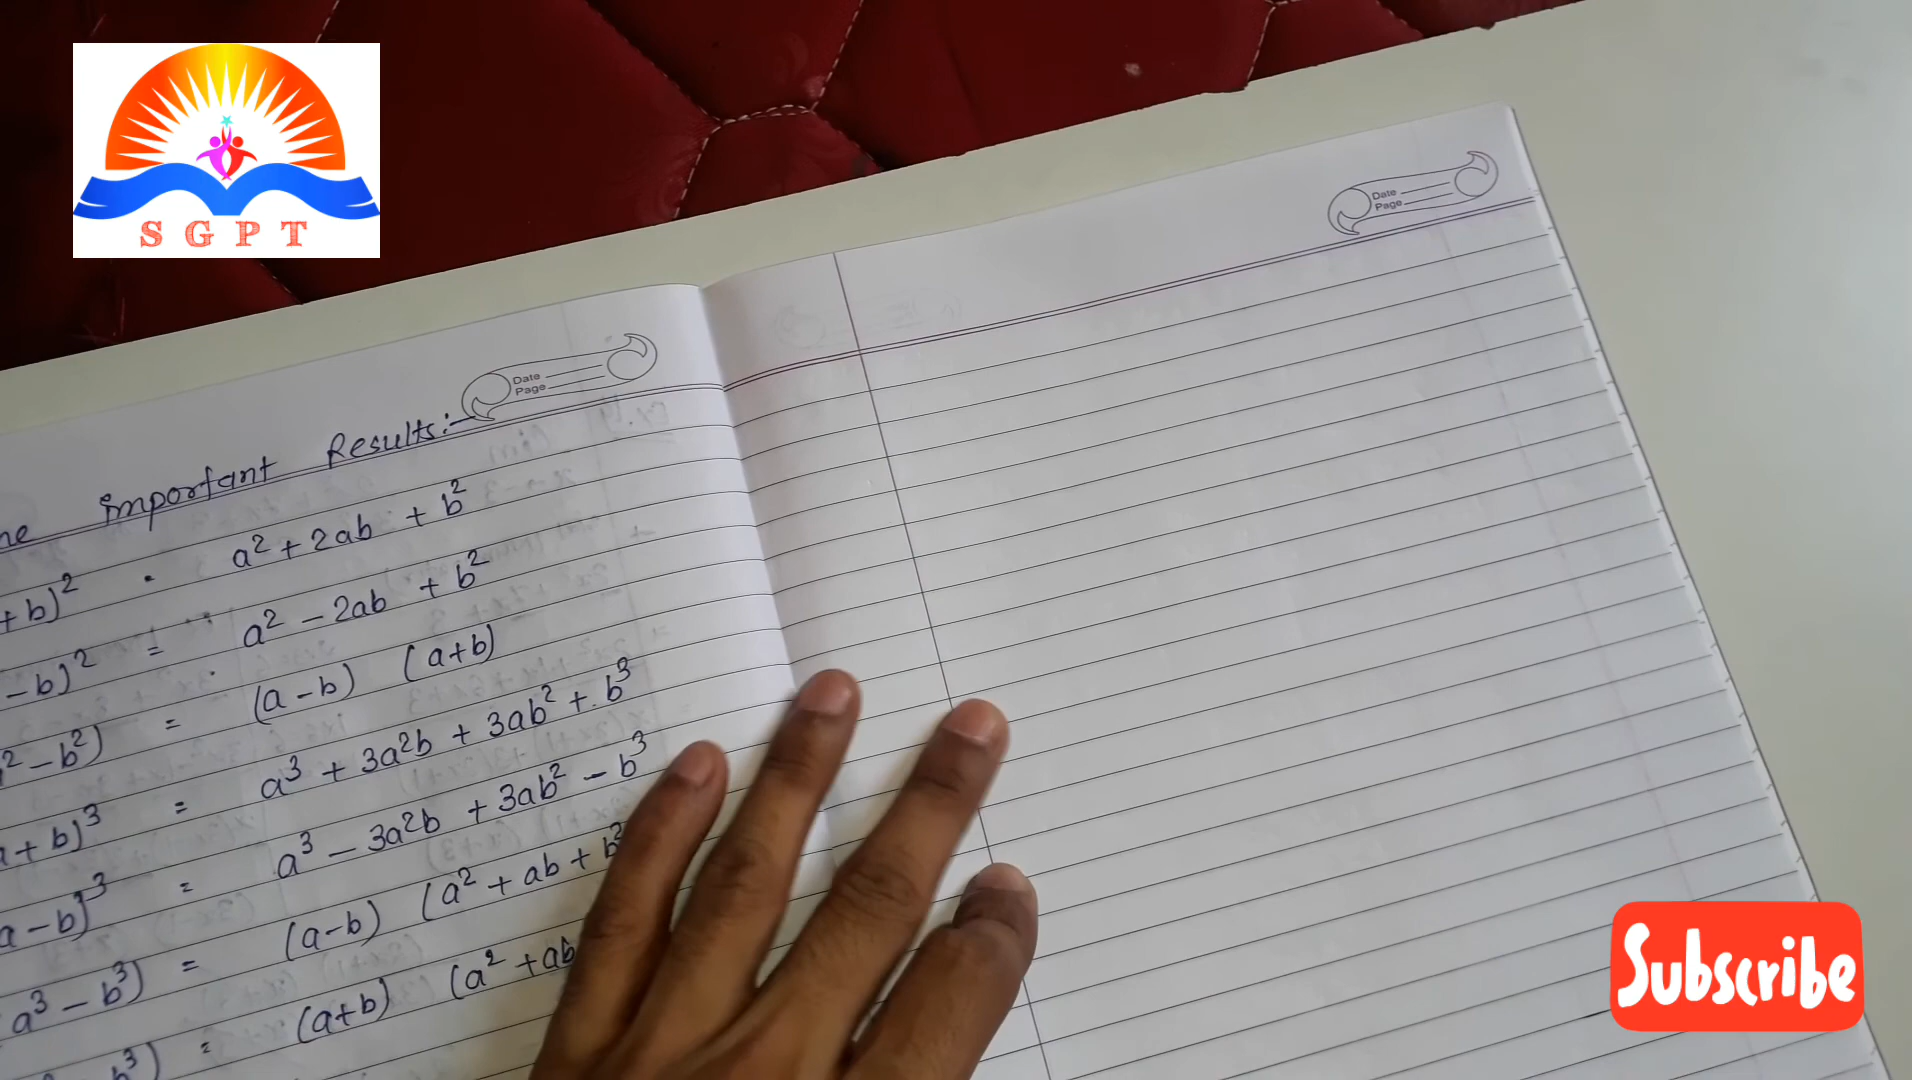 SGPT
Date
Page
Date
Page
Important Results:-
+b)² = a² + 2ab + b²
-b)² = a² - 2ab + b²
² - b²) = (a-b) (a+b)
a+b)³ = a³ + 3a²b + 3ab² + b³
a-b)³ = a³ - 3a²b + 3ab² - b³
a³ - b³) = (a-b) (a² + ab + b²
b³) = (a+b) (a² + ab
Subscribe